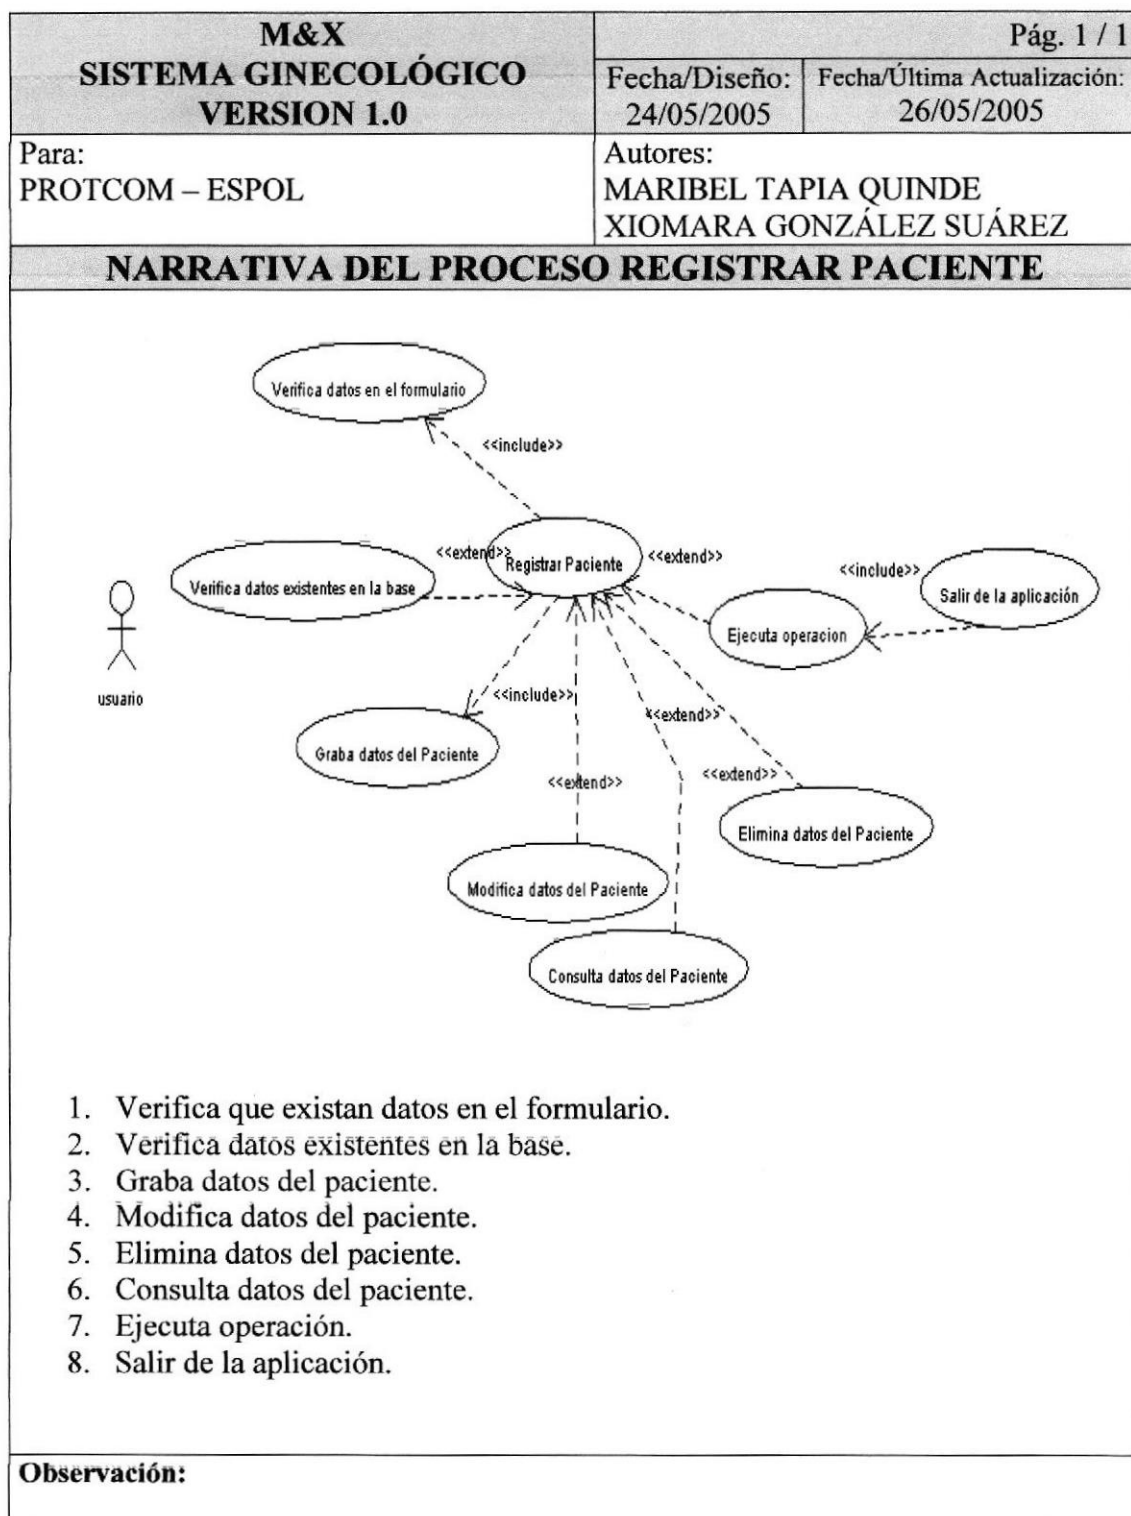 M&X
SISTEMA GINECOLÓGICO
VERSION 1.0
Pág. 1 / 1
Fecha/Diseño:
24/05/2005
Fecha/Última Actualización:
26/05/2005
Para:
PROTCOM – ESPOL
Autores:
MARIBEL TAPIA QUINDE
XIOMARA GONZÁLEZ SUÁREZ
NARRATIVA DEL PROCESO REGISTRAR PACIENTE
Verifica datos en el formulario
<<include>>
<<extend>>
Registrar Paciente
<<extend>>
<<include>>
Verifica datos existentes en la base
Salir de la aplicación
Ejecuta operacion
usuario
<<include>>
<<extend>>
Graba datos del Paciente
<<extend>>
<<extend>>
Elimina datos del Paciente
Modifica datos del Paciente
Consulta datos del Paciente
1. Verifica que existan datos en el formulario.
2. Verifica datos existentes en la base.
3. Graba datos del paciente.
4. Modifica datos del paciente.
5. Elimina datos del paciente.
6. Consulta datos del paciente.
7. Ejecuta operación.
8. Salir de la aplicación.
Observación: